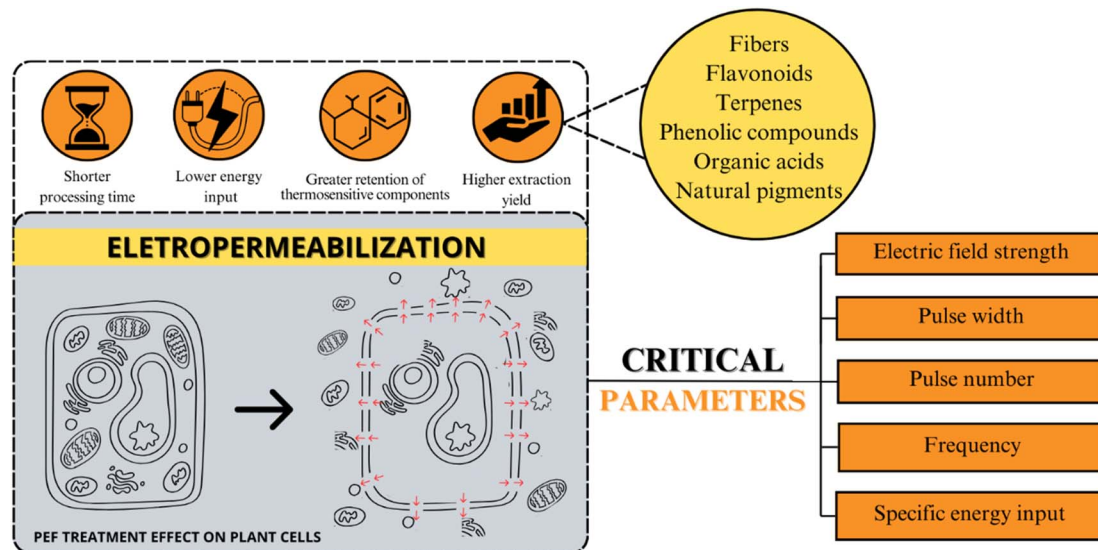 Shorter
processing time
Lower energy
input
Greater retention of
thermosensitive components
Higher extraction
yield
Fibers
Flavonoids
Terpenes
Phenolic compounds
Organic acids
Natural pigments
ELETROPERMEABILIZATION
PEF TREATMENT EFFECT ON PLANT CELLS
CRITICAL
PARAMETERS
Electric field strength
Pulse width
Pulse number
Frequency
Specific energy input